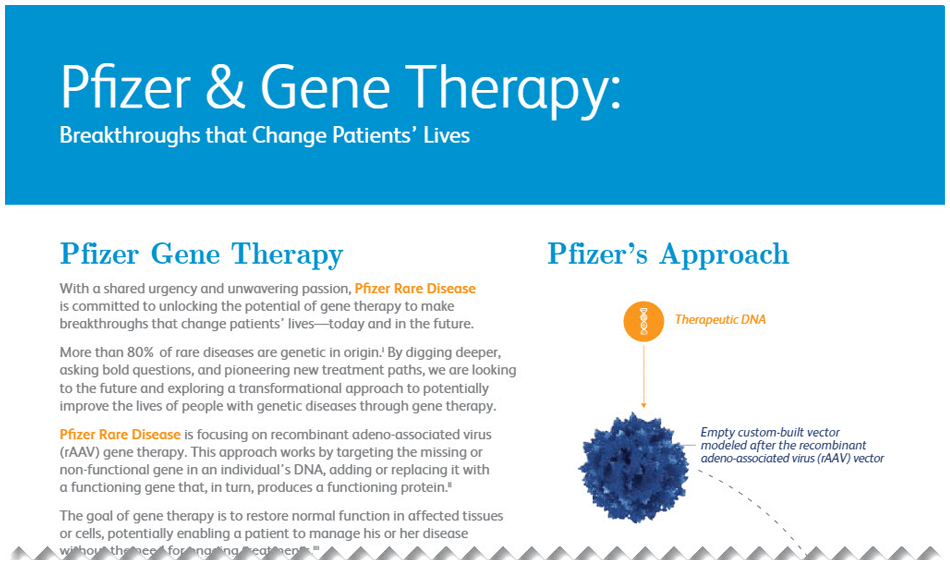 Pfizer & Gene Therapy:
Breakthroughs that Change Patients’ Lives
Pfizer Gene Therapy
With a shared urgency and unwavering passion, Pfizer Rare Disease
is committed to unlocking the potential of gene therapy to make
breakthroughs that change patients’ lives—today and in the future.
More than 80% of rare diseases are genetic in origin.ⁱ By digging deeper,
asking bold questions, and pioneering new treatment paths, we are looking
to the future and exploring a transformational approach to potentially
improve the lives of people with genetic diseases through gene therapy.
Pfizer Rare Disease is focusing on recombinant adeno-associated virus
(rAAV) gene therapy. This approach works by targeting the missing or
non-functional gene in an individual’s DNA, adding or replacing it with
a functioning gene that, in turn, produces a functioning protein.ⁱⁱ
The goal of gene therapy is to restore normal function in affected tissues
or cells, potentially enabling a patient to manage his or her disease
without the need for ongoing treatments.ⁱⁱⁱ
Pfizer’s Approach
Therapeutic DNA
Empty custom-built vector
modeled after the recombinant
adeno-associated virus (rAAV) vector